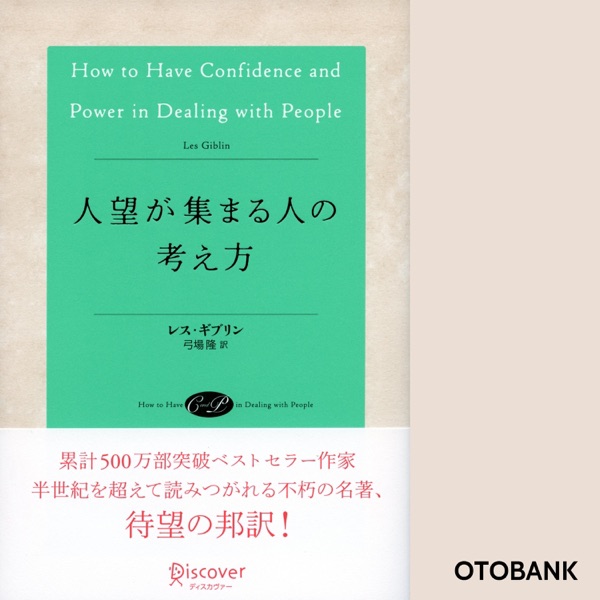 How to Have Confidence and
Power in Dealing with People
Les Giblin
人望が集まる人の
考え方
レス・ギブリン
弓場隆 訳
How to Have C and P in Dealing with People
累計500万部突破ベストセラー作家
半世紀を超えて読みつがれる不朽の名著、
待望の邦訳!
Discover
ディスカヴァー
OTOBANK